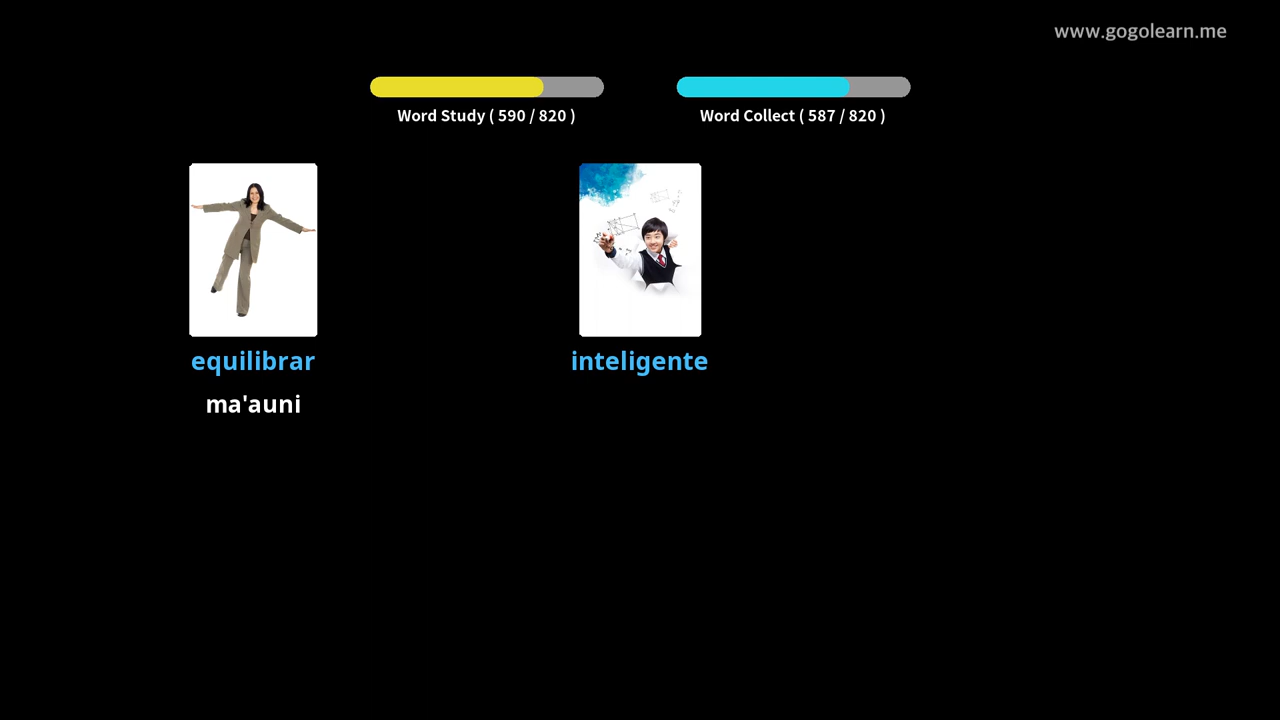 www.gogolearn.me
Word Study ( 590 / 820 )
Word Collect ( 587 / 820 )
equilibrar
inteligente
ma'auni